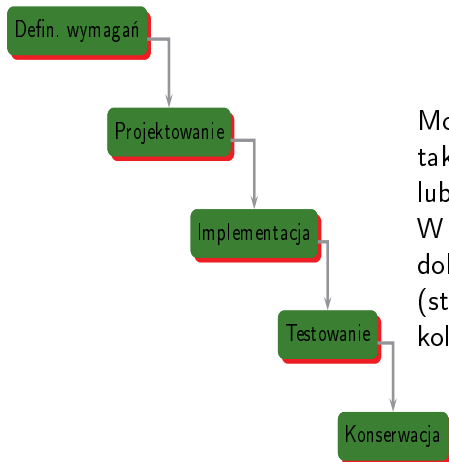 Defin. wymagań
Projektowanie
Implementacja
Testowanie
Konserwacja
Mo
tak
lub
W
dol
(st
kol